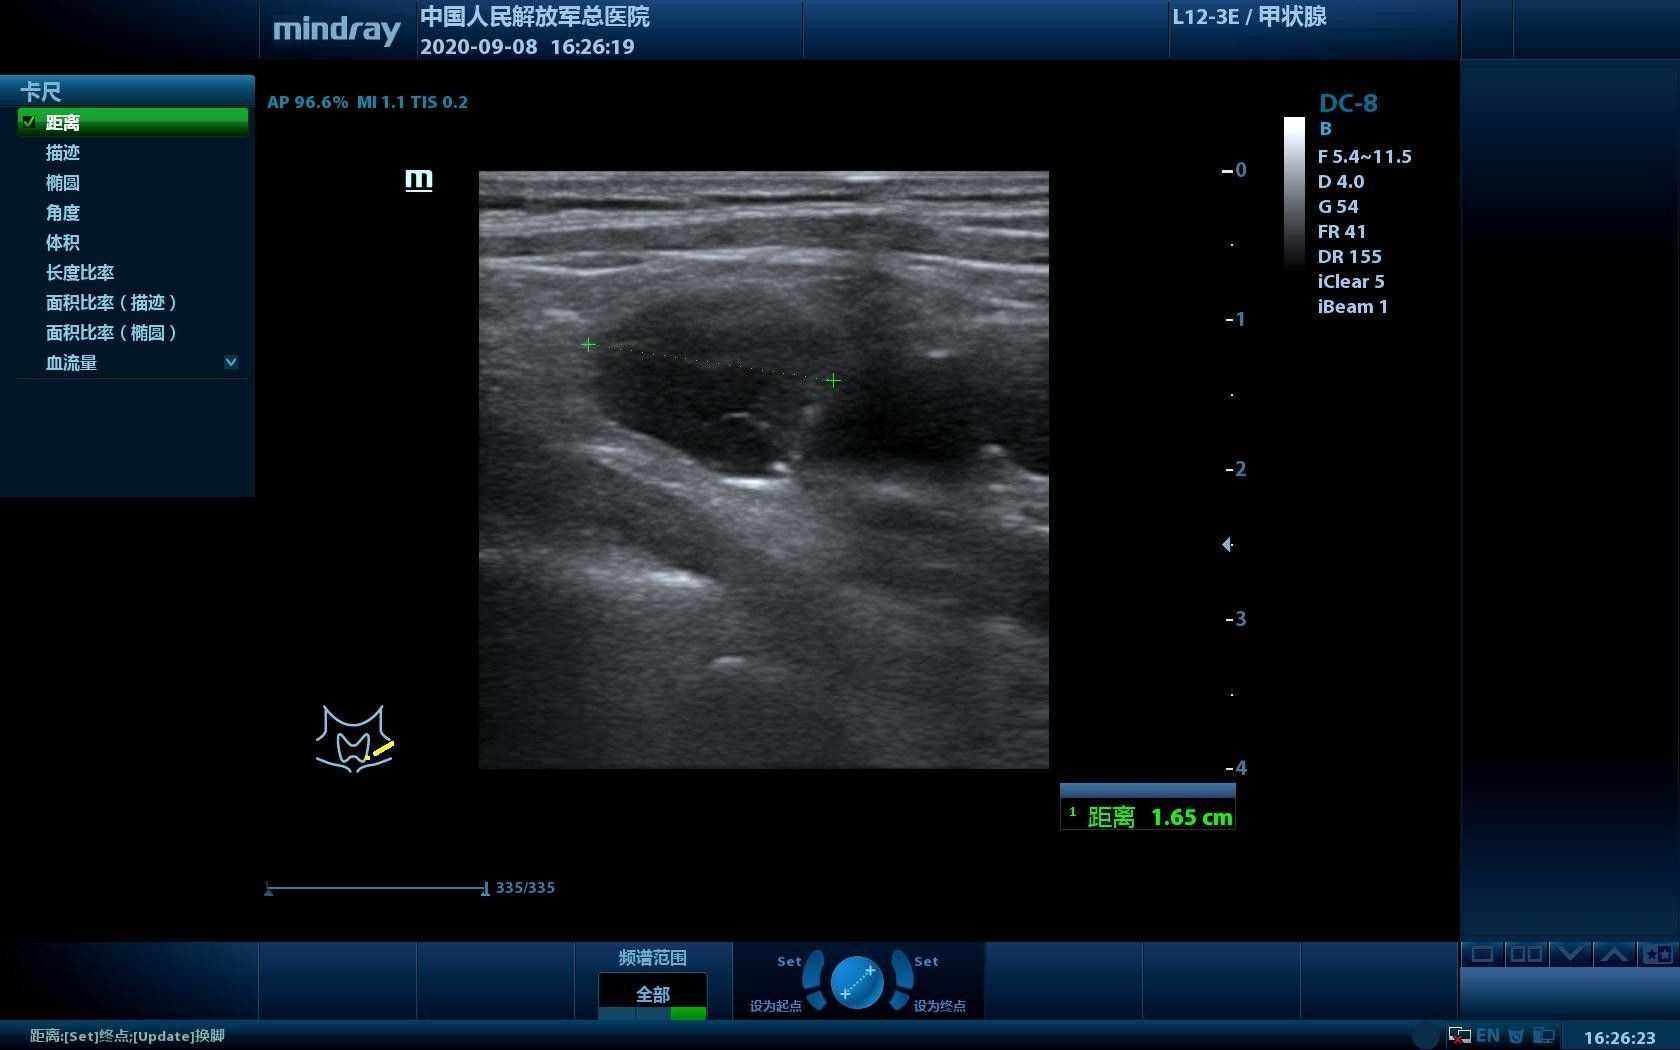 mindray
中国人民解放军总医院
2020-09-08 16:26:19
L12-3E / 甲状腺
卡尺
距离
描迹
椭圆
角度
体积
长度比率
面积比率 ( 描迹 )
面积比率 ( 椭圆 )
血流量
AP 96.6% MI 1.1 TIS 0.2
m
DC-8
B
F 5.4~11.5
D 4.0
G 54
FR 41
DR 155
iClear 5
iBeam 1
0
1
2
3
4
1 距离 1.65 cm
335/335
频谱范围
全部
Set
Set
设为起点
设为终点
距离:[Set]终点;[Update]换脚
EN
16:26:23